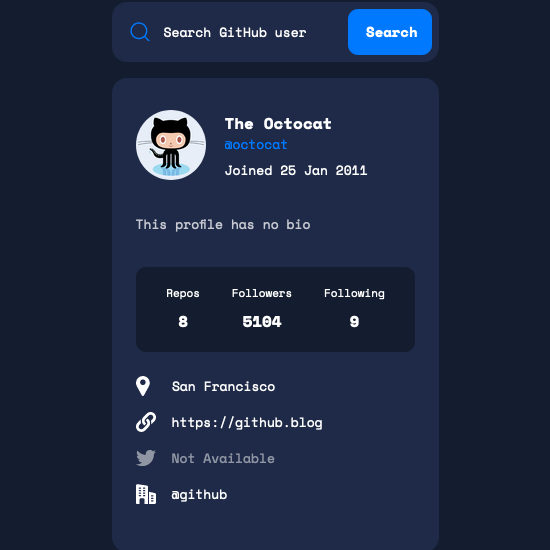 Search GitHub user
Search
The Octocat
@octocat
Joined 25 Jan 2011
This profile has no bio
Repos Followers Following
8 5104 9
San Francisco
https://github.blog
Not Available
@github